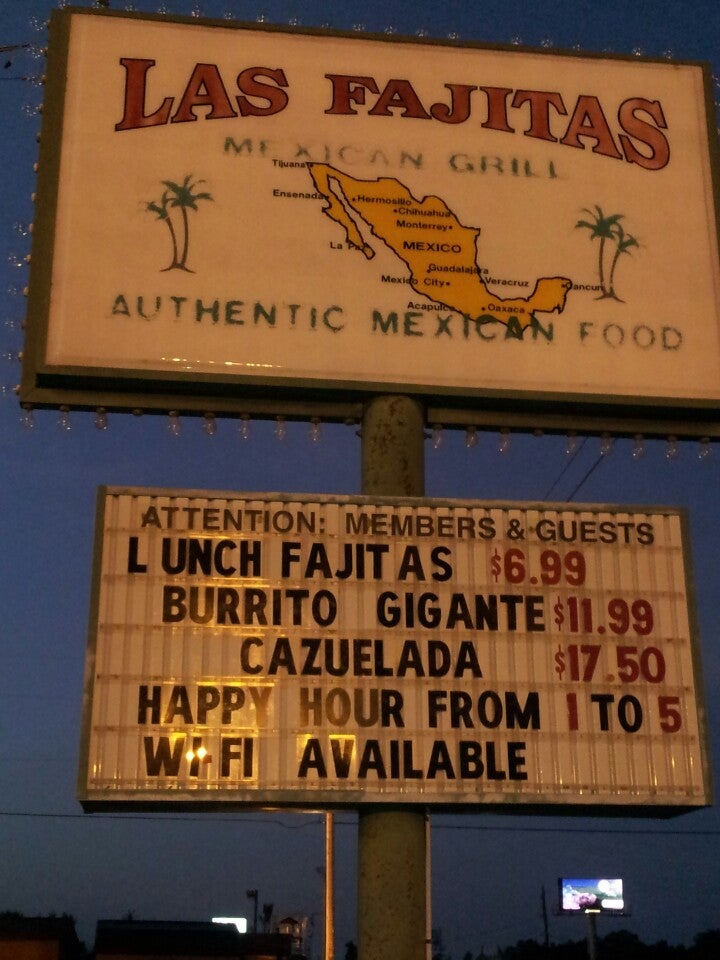 LAS FAJITAS
MEXICAN GRILL
Tijuana
Ensenada
Hermosillo
Chihuahua
Monterrey
La Paz
MEXICO
Guadalajara
Mexico City
Veracruz
Cancun
Acapulco
Oaxaca
AUTHENTIC MEXICAN FOOD
ATTENTION: MEMBERS & GUESTS
LUNCH FAJITAS $6.99
BURRITO GIGANTE $11.99
CAZUELADA $17.50
HAPPY HOUR FROM 1 TO 5
WI-FI AVAILABLE